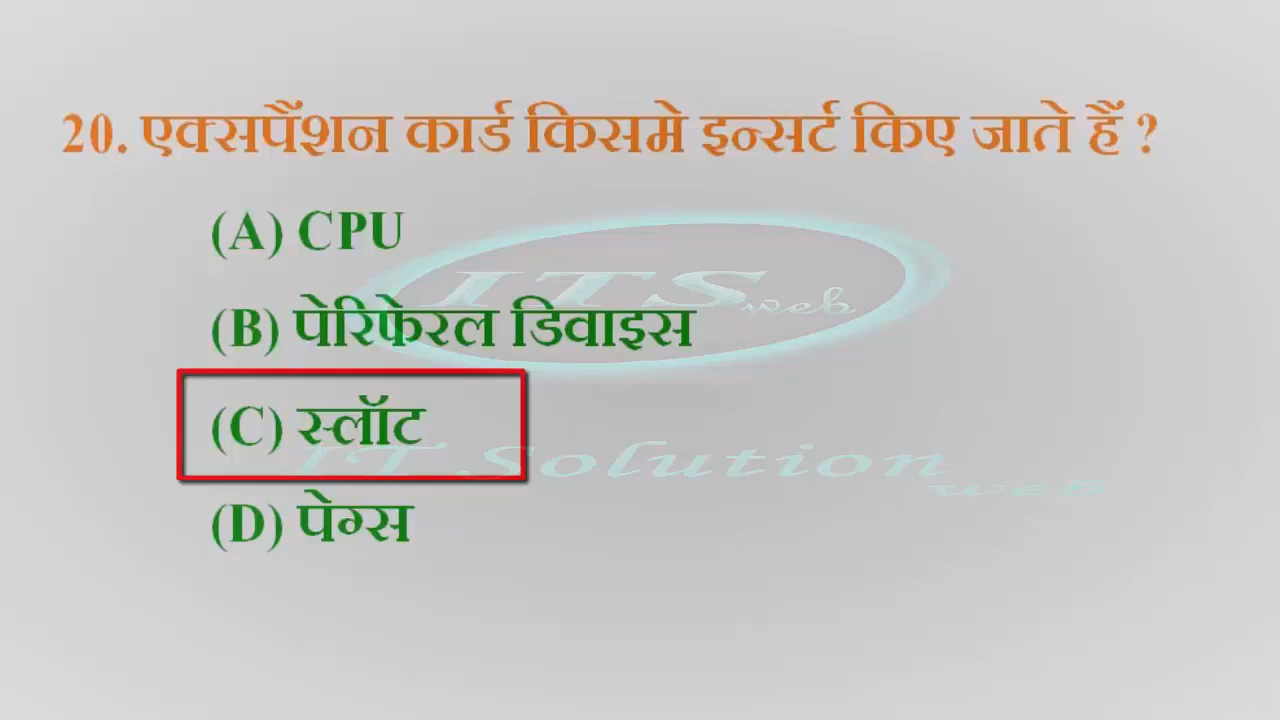 20. एक्सपैंशन कार्ड किसमे इन्सर्ट किए जाते हैं ?
(A) CPU
(B) पेरिफेरल डिवाइस
(C) स्लॉट
(D) पेग्स
ITS web
IT Solution web